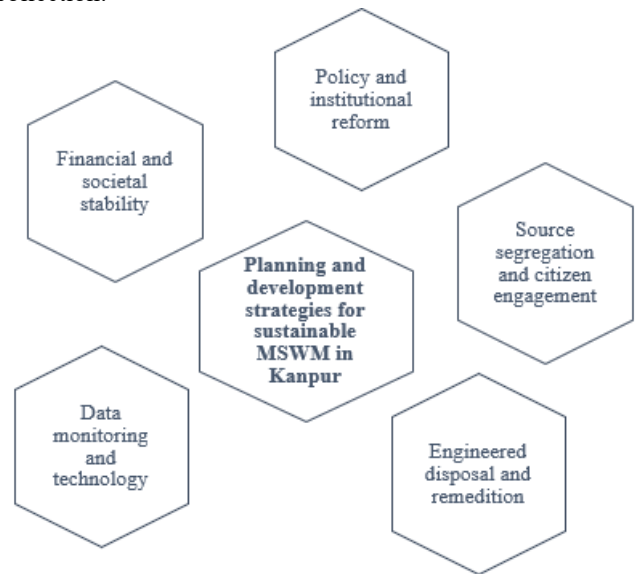 Policy and
institutional
reform
Financial and
societal
stability
Source
segregation
and citizen
engagement
Planning and
development
strategies for
sustainable
MSWM in
Kanpur
Data
monitoring
and
technology
Engineered
disposal and
remedition